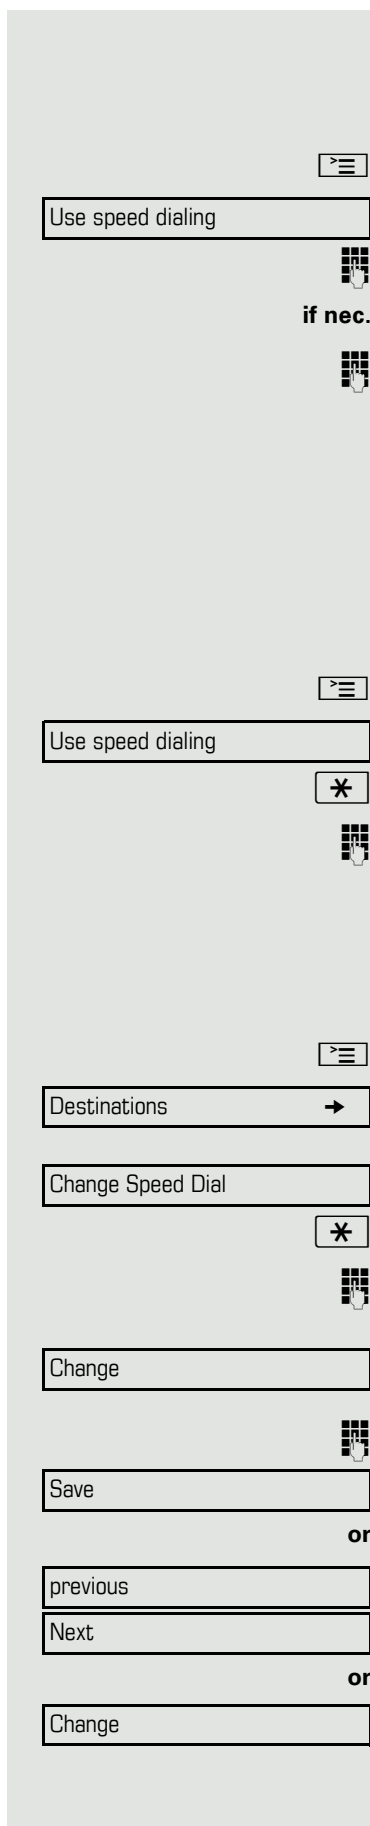 Use speed dialing
if nec.
Use speed dialing
Destinations →
Change Speed Dial
Change
Save
or
previous
Next
or
Change